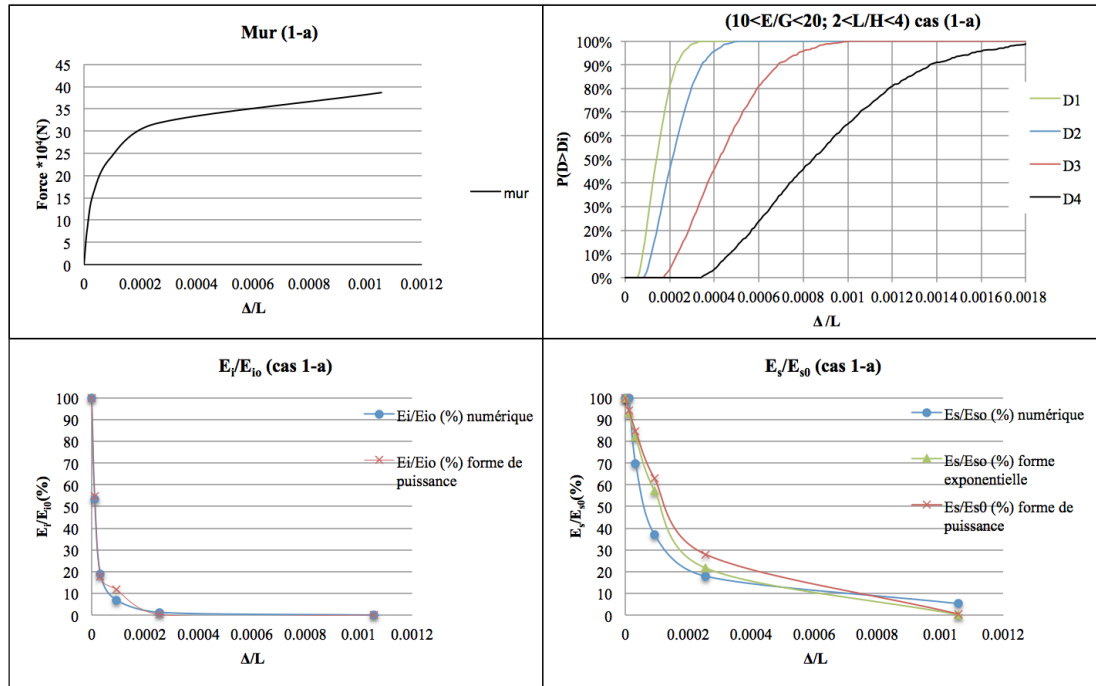 Mur (1-a)
45
40
35
30
25
20
15
10
5
0
Force *10⁴(N)
0 0.0002 0.0004 0.0006 0.0008 0.001 0.0012
Δ/L
mur
(10<E/G<20; 2<L/H<4) cas (1-a)
100%
90%
80%
70%
60%
50%
40%
30%
20%
10%
0%
P(D>Di)
0 0.0002 0.0004 0.0006 0.0008 0.001 0.0012 0.0014 0.0016 0.0018
Δ /L
D1
D2
D3
D4
Ei/Eio (cas 1-a)
100
90
80
70
60
50
40
30
20
10
0
Ei/Ei0(%)
0 0.0002 0.0004 0.0006 0.0008 0.001 0.0012
Δ/L
Ei/Eio (%) numérique
Ei/Eio (%) forme de
puissance
Es/Es0 (cas 1-a)
100
90
80
70
60
50
40
30
20
10
0
Es/Es0(%)
0 0.0002 0.0004 0.0006 0.0008 0.001 0.0012
Δ/L
Es/Eso (%) numérique
Es/Eso (%) forme
exponentielle
Es/Es0 (%) forme de
puissance